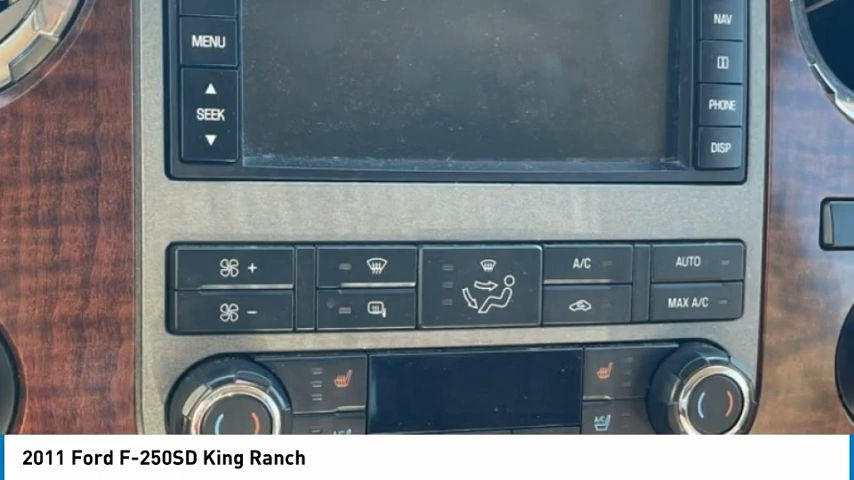 NAV
MENU
SEEK
PHONE
DISP
+
A/C
AUTO
−
MAX A/C
A/C
2011 Ford F-250SD King Ranch